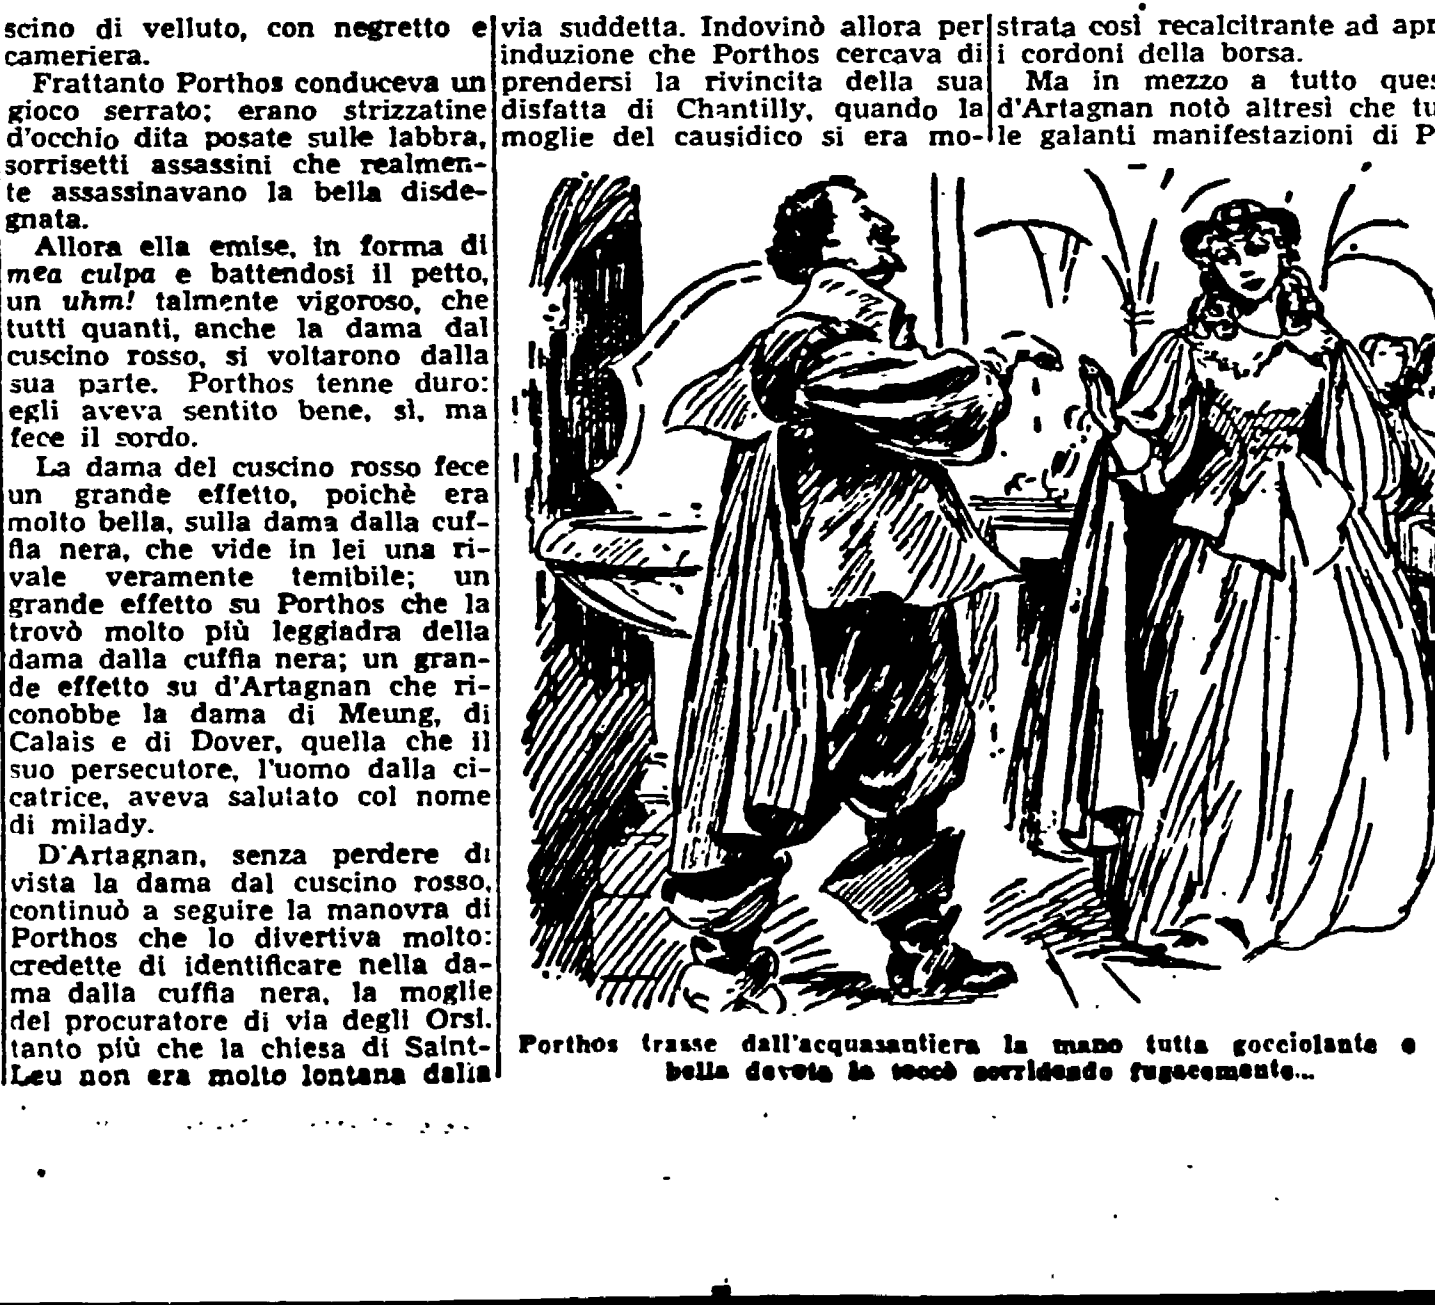 scino di velluto, con negretto e
cameriera.
Frattanto Porthos conduceva un
gioco serrato; erano strizzatine
d'occhio dita posate sulle labbra,
sorrisetti assassini che realmen-
te assassinavano la bella disde-
gnata.
Allora ella emise, in forma di
mea culpa e battendosi il petto,
un uhm! talmente vigoroso, che
tutti quanti, anche la dama dal
cuscino rosso, si voltarono dalla
sua parte. Porthos tenne duro:
egli aveva sentito bene, sì, ma
fece il sordo.
La dama del cuscino rosso fece
un grande effetto, poichè era
molto bella, sulla dama dalla cuf-
fia nera, che vide in lei una ri-
vale veramente temibile; un
grande effetto su Porthos che la
trovò molto più leggiadra della
dama dalla cuffia nera; un gran-
de effetto su d'Artagnan che ri-
conobbe la dama di Meung, di
Calais e di Dover, quella che il
suo persecutore, l'uomo dalla ci-
catrice, aveva salutato col nome
di milady.
D'Artagnan, senza perdere di
vista la dama dal cuscino rosso,
continuò a seguire la manovra di
Porthos che lo divertiva molto:
credette di identificare nella da-
ma dalla cuffia nera, la moglie
del procuratore di via degli Orsi,
tanto più che la chiesa di Saint-
Leu non era molto lontana dalla
via suddetta. Indovinò allora per
induzione che Porthos cercava di
prendersi la rivincita della sua
disfatta di Chantilly, quando la
moglie del causidico si era mo-
strata così recalcitrante ad apr
i cordoni della borsa.
Ma in mezzo a tutto ques
d'Artagnan notò altresì che tu
le galanti manifestazioni di P
Porthos trasse dall'acquasantiera la mano tutta gocciolante e
bella devota la toccò sorridendo fugacemente...